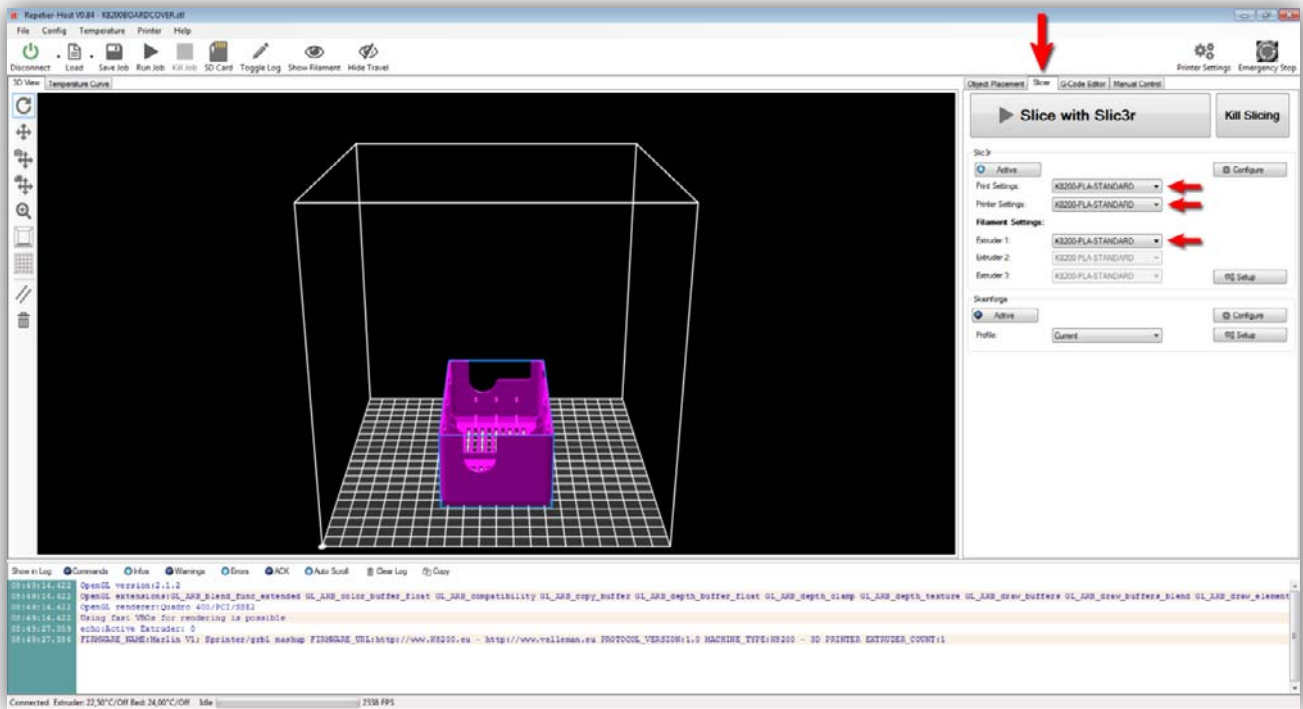 Repetier-Host V0.84 - K8200BOARDCOVER.stl
File Config Temperature Printer Help
Disconnect Load Save Job Run Job Kill Job SD Card Toggle Log Show Filament Hide Travel Printer Settings Emergency Stop
3D View Temperature Curve
Object Placement Slicer G-Code Editor Manual Control
Slice with Slic3r Kill Slicing
Slic3r
Active Configure
Print Settings: K8200-PLA-STANDARD
Printer Settings: K8200-PLA-STANDARD
Filament Settings:
Extruder 1: K8200-PLA-STANDARD
Extruder 2: K8200-PLA-STANDARD
Extruder 3: K8200-PLA-STANDARD Setup
Skeinforge
Active Configure
Profile: Current Setup
Show in Log: Commands Infos Warnings Errors ACK Auto Scroll Clear Log Copy
08:49:14.422 OpenGL version:2.1.2
08:49:14.422 OpenGL extensions:GL_ARB_blend_func_extended GL_ARB_color_buffer_float GL_ARB_compatibility GL_ARB_copy_buffer GL_ARB_depth_buffer_float GL_ARB_depth_clamp GL_ARB_depth_texture GL_ARB_draw_buffers GL_ARB_draw_buffers_blend GL_ARB_draw_element
08:49:14.422 OpenGL renderer:Quadro 400/PCI/SSE2
08:49:14.422 Using fast VBOs for rendering is possible
08:49:27.359 echo:Active Extruder: 0
08:49:27.384 FIRMWARE_NAME:Marlin V1; Sprinter/grbl mashup FIRMWARE_URL:http://www.K8200.eu - http://www.velleman.eu PROTOCOL_VERSION:1.0 MACHINE_TYPE:K8200 - 3D PRINTER EXTRUDER_COUNT:1
Connected Extruder: 22,50°C/Off Bed: 24,00°C/Off Idle 2338 FPS